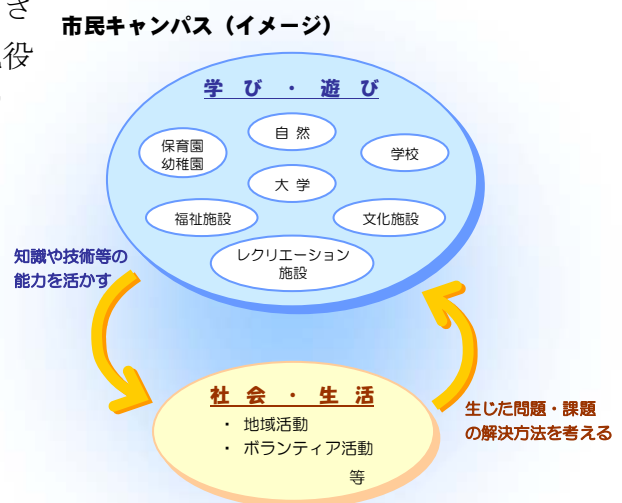 さ
役
市民キャンパス（イメージ）
学 び ・ 遊 び
自 然
保育園
幼稚園
学校
大 学
福祉施設
文化施設
レクリエーション
施設
知識や技術等の
能力を活かす
社 会 ・ 生 活
・ 地域活動
・ ボランティア活動
等
生じた問題・課題
の解決方法を考える